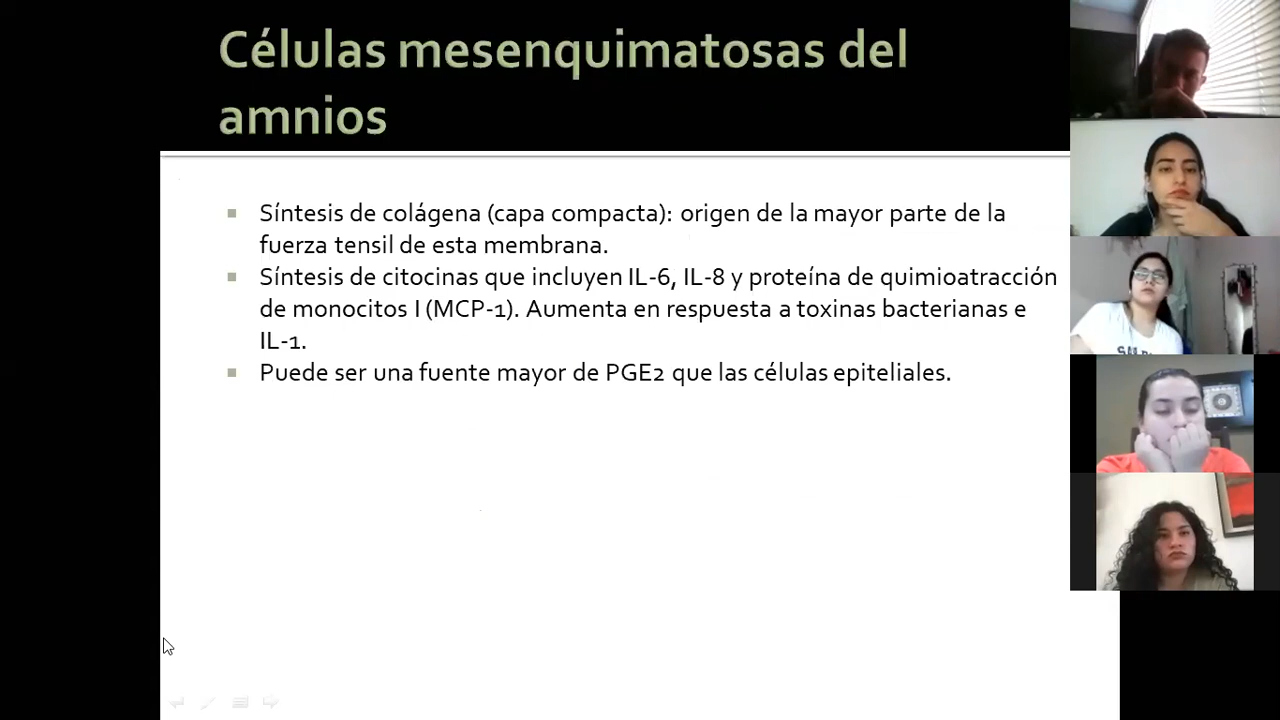 Células mesenquimatosas del
amnios
Síntesis de colágena (capa compacta): origen de la mayor parte de la
fuerza tensil de esta membrana.
Síntesis de citocinas que incluyen IL-6, IL-8 y proteína de quimioatracción
de monocitos I (MCP-1). Aumenta en respuesta a toxinas bacterianas e
IL-1.
Puede ser una fuente mayor de PGE2 que las células epiteliales.